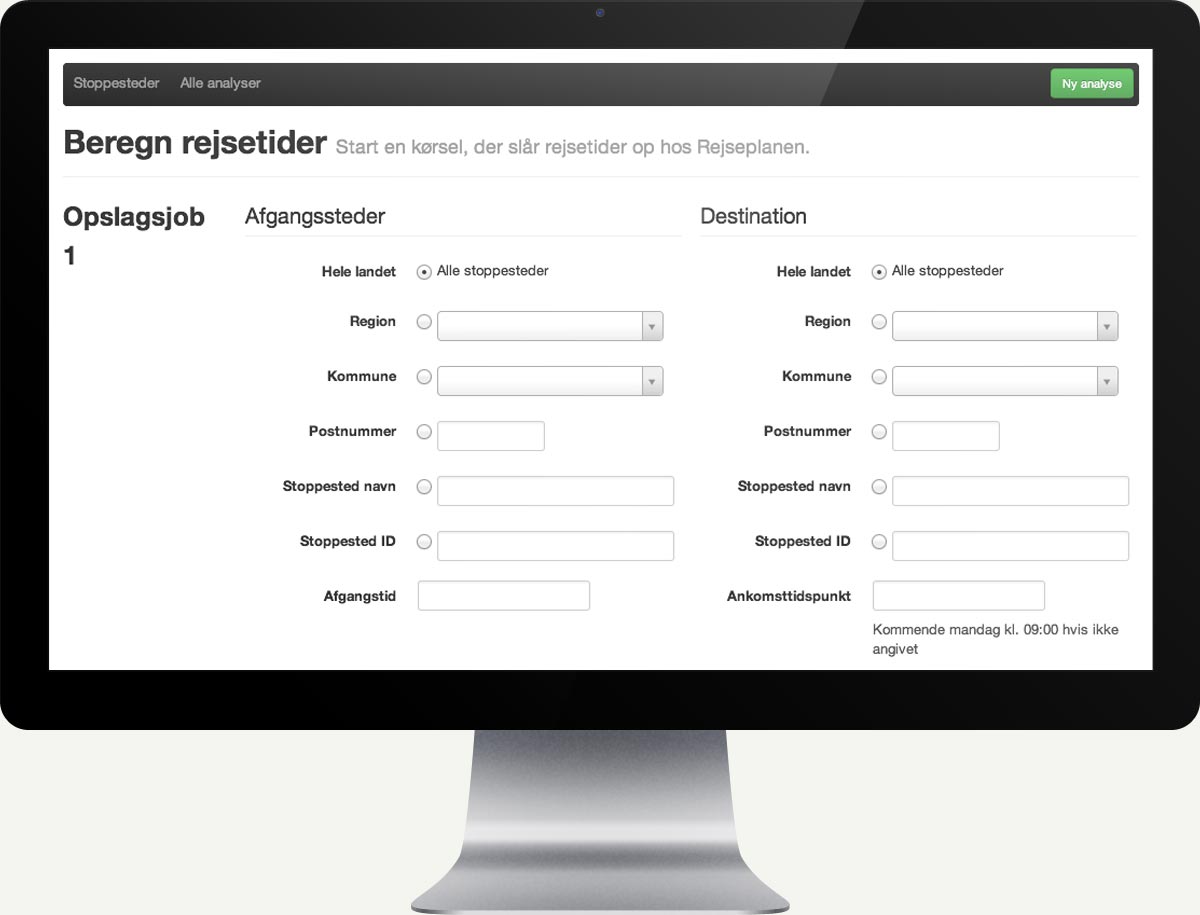 Stoppesteder Alle analyser Ny analyse
Beregn rejsetider Start en kørsel, der slår rejsetider op hos Rejseplanen.
Opslagsjob
1
Afgangssteder
Hele landet Alle stoppesteder
Region
Kommune
Postnummer
Stoppested navn
Stoppested ID
Afgangstid
Destination
Hele landet Alle stoppesteder
Region
Kommune
Postnummer
Stoppested navn
Stoppested ID
Ankomsttidspunkt
Kommende mandag kl. 09:00 hvis ikke
angivet